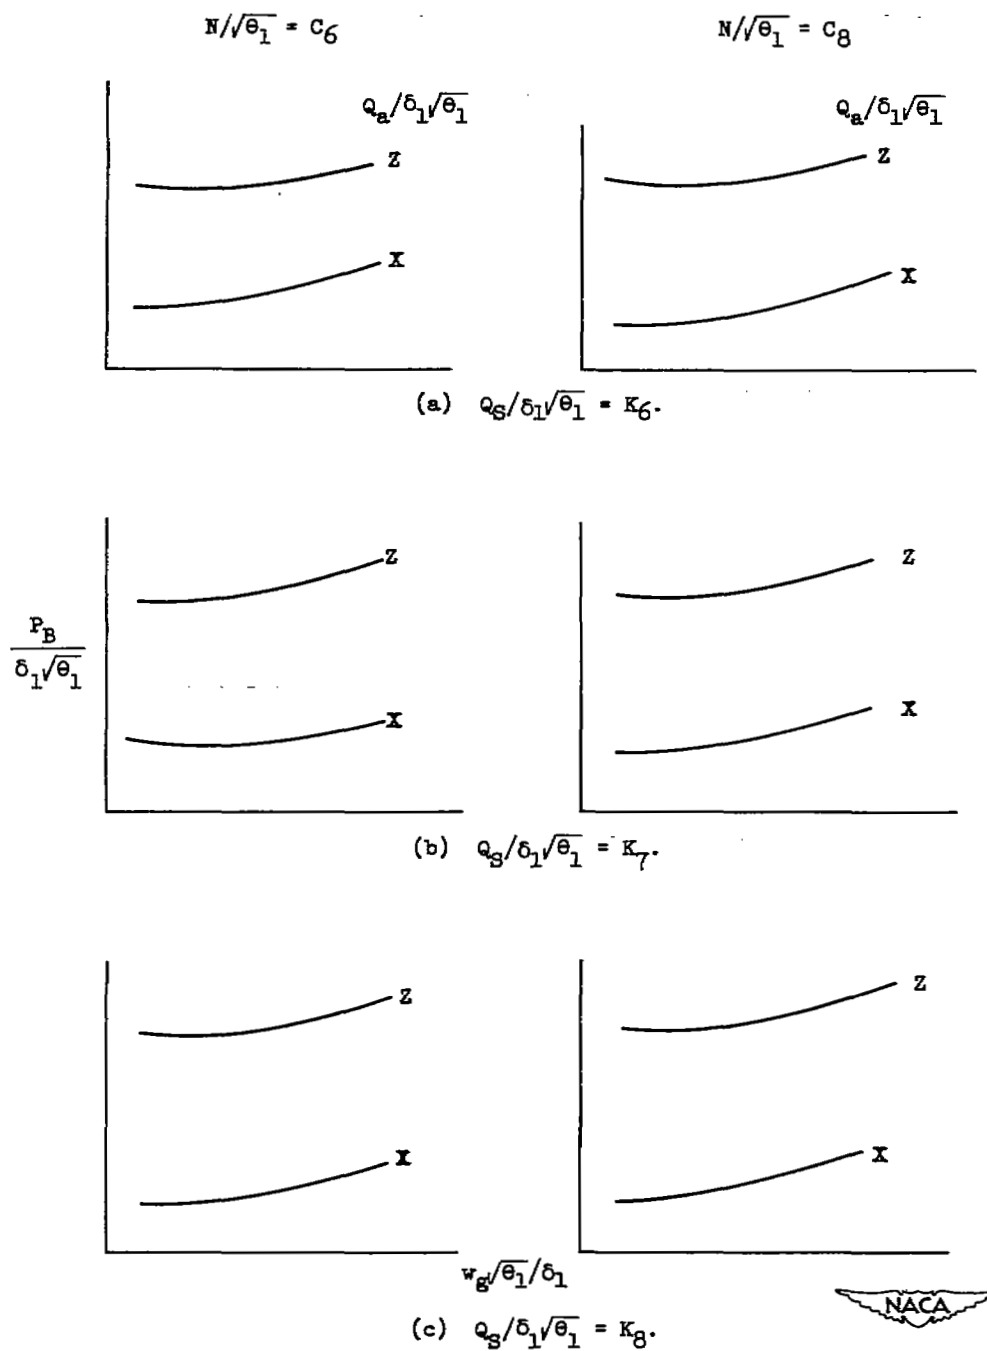 N/√θ₁ = C₆ N/√θ₁ = C₈
Qₐ/δ₁√θ₁ Qₐ/δ₁√θ₁
Z Z
X X
(a) Q_S/δ₁√θ₁ = K₆.
Z Z
P_B
δ₁√θ₁
X X
(b) Q_S/δ₁√θ₁ = K₇.
Z Z
X X
w_g√θ₁/δ₁
NACA
(c) Q_S/δ₁√θ₁ = K₈.